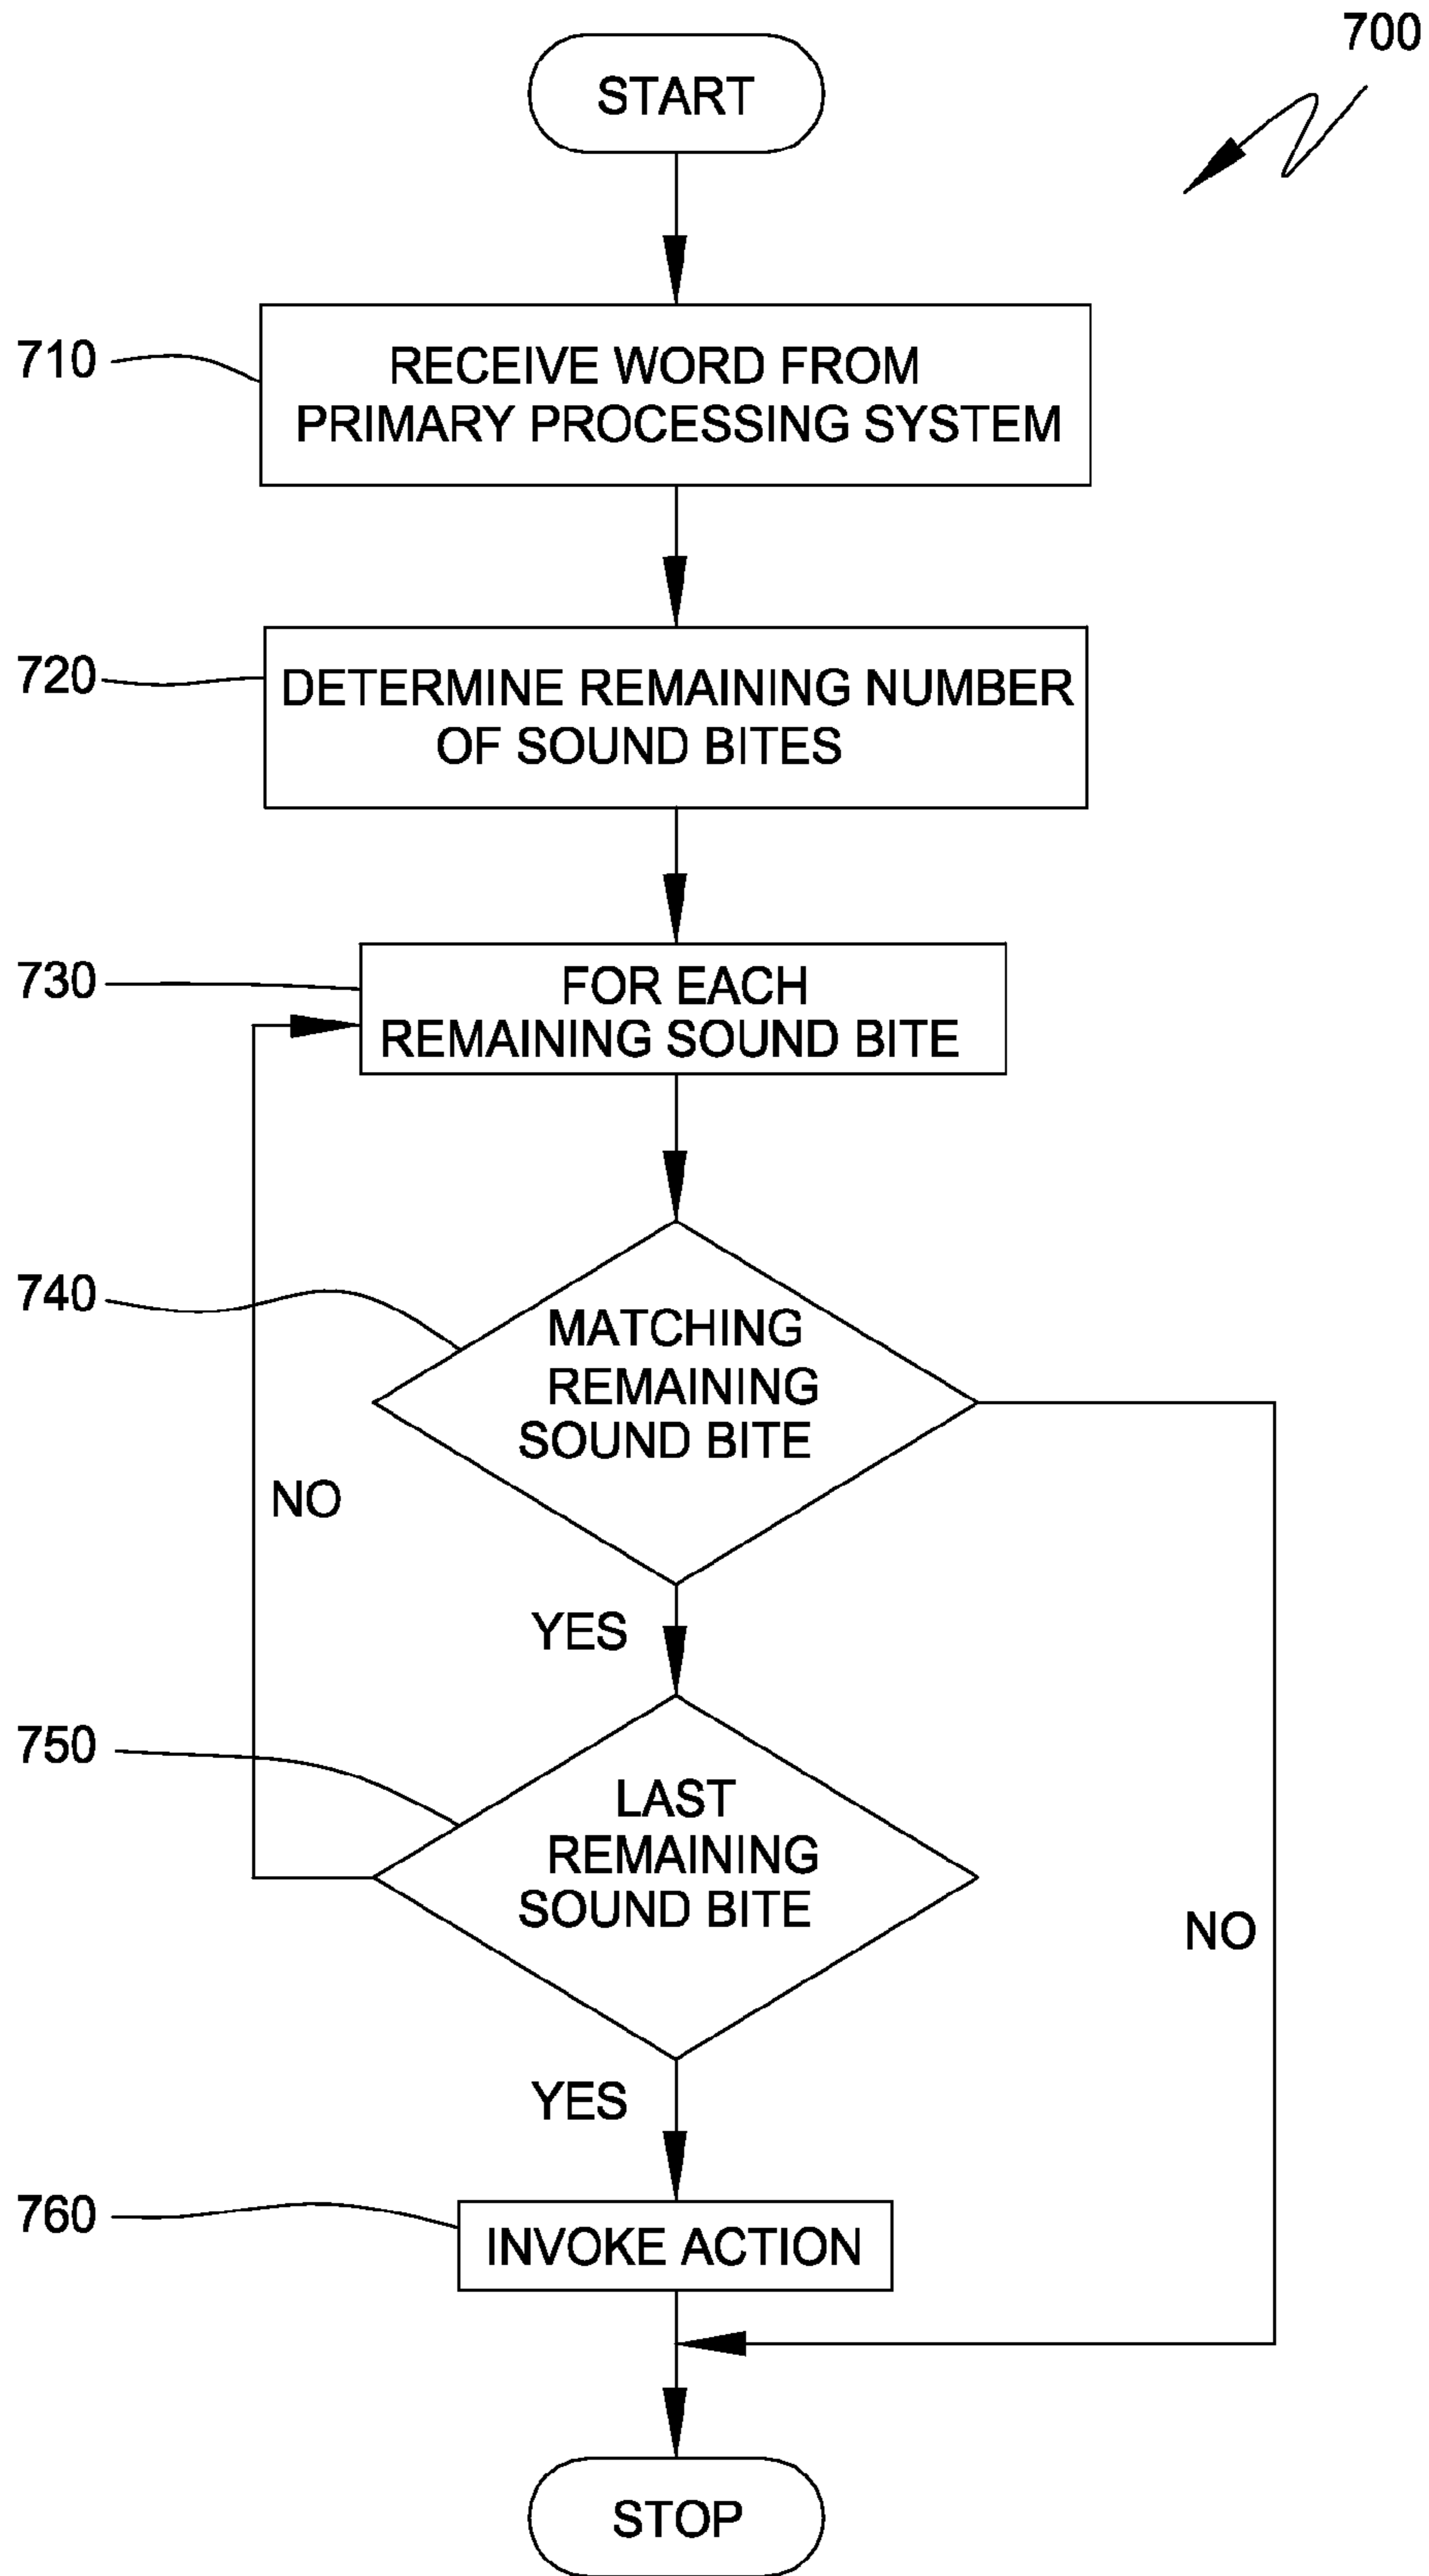 700
START
710
RECEIVE WORD FROM
PRIMARY PROCESSING SYSTEM
720
DETERMINE REMAINING NUMBER
OF SOUND BITES
730
FOR EACH
REMAINING SOUND BITE
740
MATCHING
REMAINING
SOUND BITE
NO
YES
750
LAST
REMAINING
SOUND BITE
NO
YES
760
INVOKE ACTION
STOP